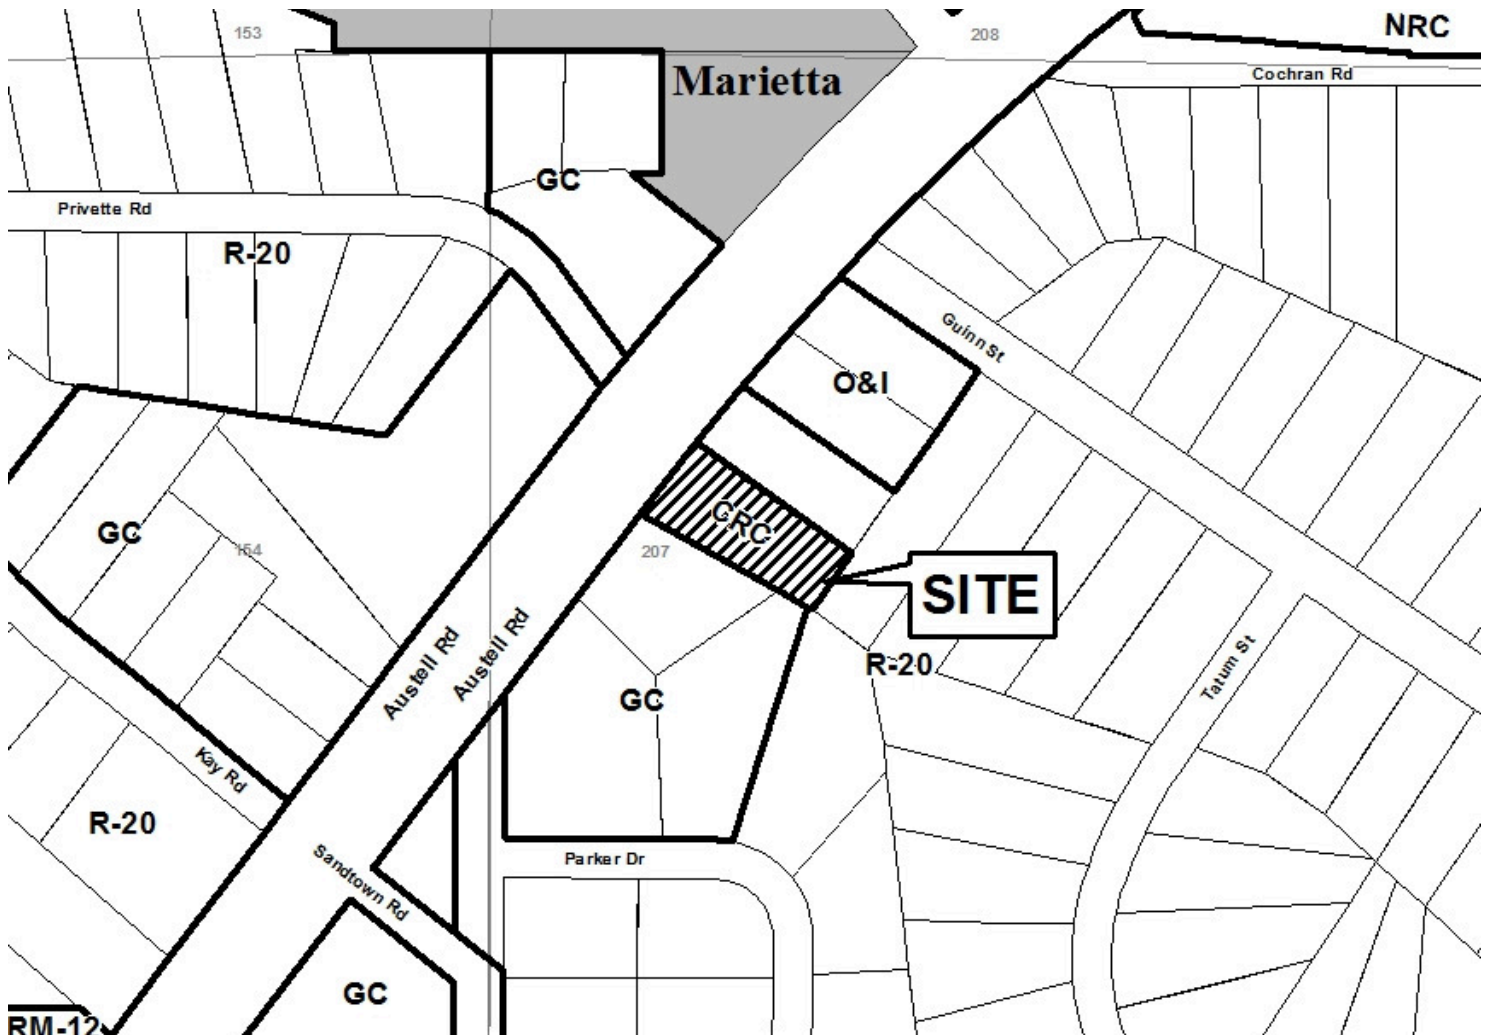 153
208
NRC
Cochran Rd
Marietta
GC
Privette Rd
R-20
Guinn St
O&I
GC
154
CRC
207
SITE
Austell Rd
Austell Rd
R-20
Tatum St
GC
Kay Rd
R-20
Sandtown Rd
Parker Dr
GC
RM-12